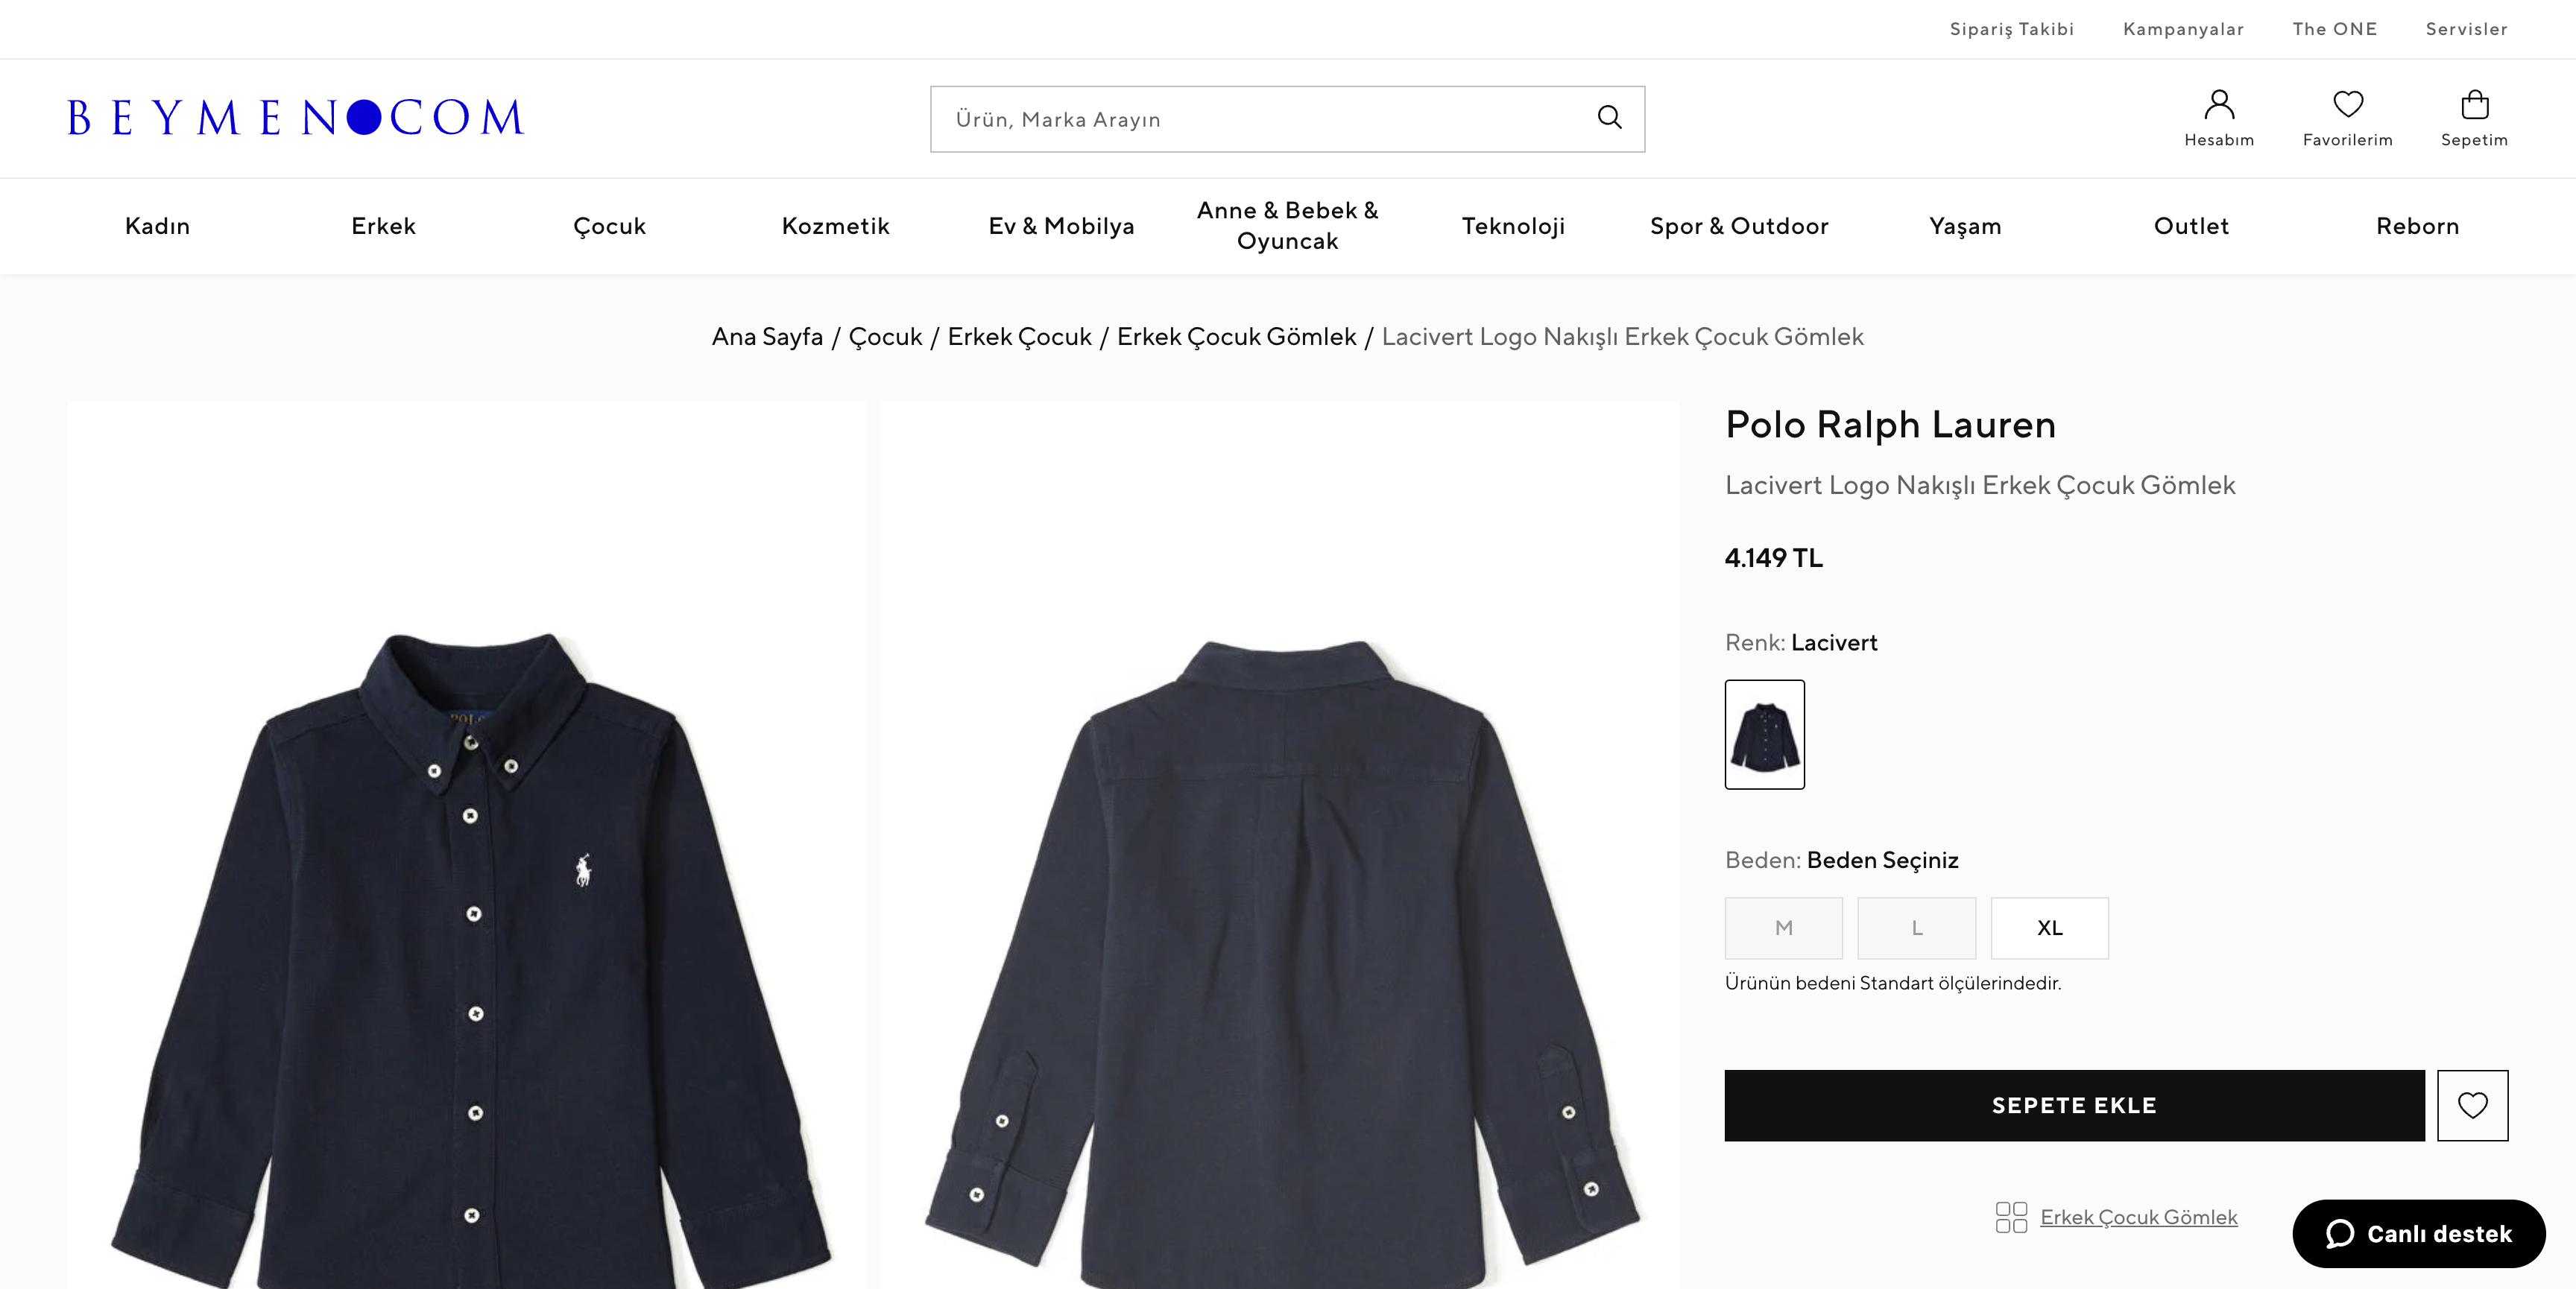 Sipariş Takibi
Kampanyalar
The ONE
Servisler
BEYMEN COM
Ürün, Marka Arayın
Hesabım
Favorilerim
Sepetim
Kadın
Erkek
Çocuk
Kozmetik
Ev & Mobilya
Anne & Bebek &
Oyuncak
Teknoloji
Spor & Outdoor
Yaşam
Outlet
Reborn
Ana Sayfa / Çocuk / Erkek Çocuk / Erkek Çocuk Gömlek / Lacivert Logo Nakışlı Erkek Çocuk Gömlek
Polo Ralph Lauren
Lacivert Logo Nakışlı Erkek Çocuk Gömlek
4.149 TL
Renk: Lacivert
Beden: Beden Seçiniz
M
L
XL
Ürünün bedeni Standart ölçülerindedir.
SEPETE EKLE
Erkek Çocuk Gömlek
Canlı destek